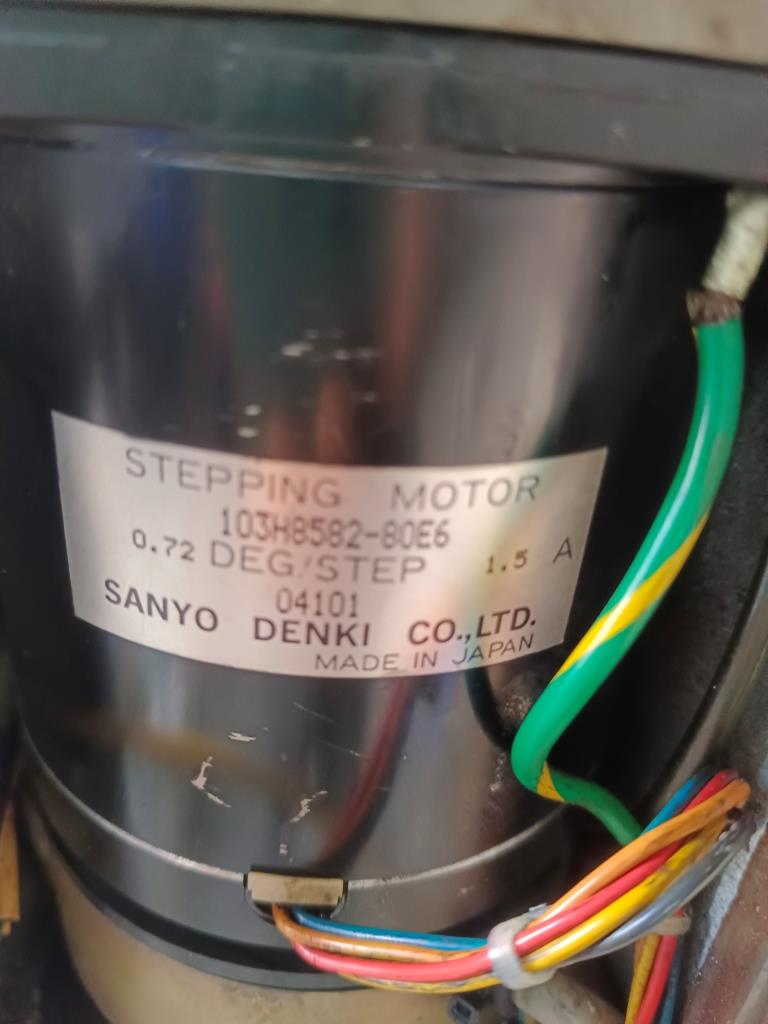 STEPPING MOTOR
103H8582-80E6
0.72 DEG/STEP 1.5 A
04101
SANYO DENKI CO.,LTD.
MADE IN JAPAN